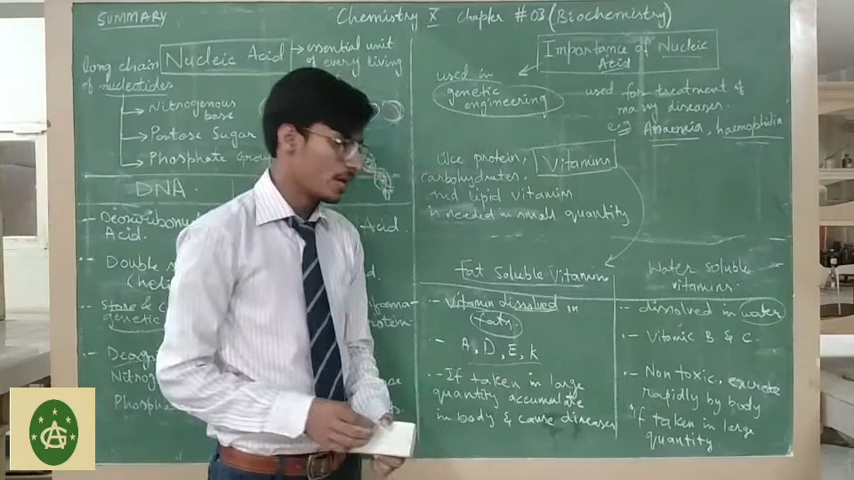 SUMMARY
Chemistry X chapter #03 (Biochemistry)
Nucleic Acid
essential unit
of every living
long chain
of nucleotides
Nitrogenous
base
Pentose Sugar
Phosphate
DNA
Acid.
Acid.
Double
genetic
Importance of Nucleic
Acid
used in
genetic
engineering
used for treatment of
many diseases.
eg Anaemia, haemophilia
Like protein,
Vitamins
carbohydrates.
and lipid vitamins
is needed in small quantity
Fat Soluble Vitamins
- Vitamin dissolved in
fats.
- A, D, E, K
- If taken in large
quantity accumulate
in body & cause diseases
Water soluble
vitamins.
- dissolved in water
- Vitamic B & C.
- Non toxic, excrete
rapidly by body
if taken in large
quantity